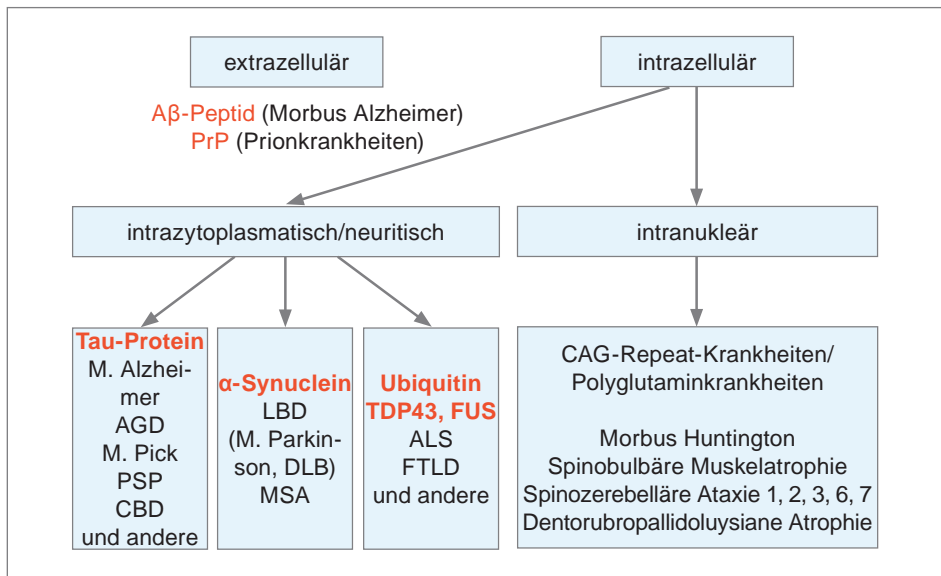 extrazellulär
intrazellulär
Aβ-Peptid (Morbus Alzheimer)
PrP (Prionkrankheiten)
intrazytoplasmatisch/neuritisch
intranukleär
Tau-Protein
M. Alzhei-
mer
AGD
M. Pick
PSP
CBD
und andere
α-Synuclein
LBD
(M. Parkin-
son, DLB)
MSA
Ubiquitin
TDP43, FUS
ALS
FTLD
und andere
CAG-Repeat-Krankheiten/
Polyglutaminkrankheiten
Morbus Huntington
Spinobulbäre Muskelatrophie
Spinozerebelläre Ataxie 1, 2, 3, 6, 7
Dentorubropallidoluysiane Atrophie